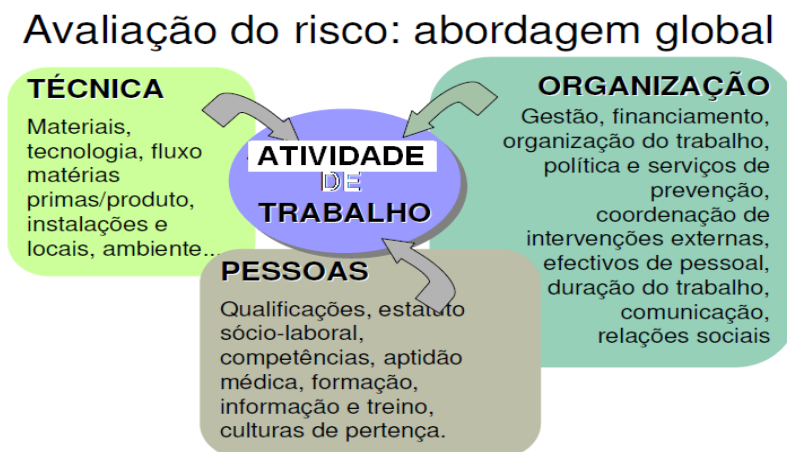 Avaliação do risco: abordagem global
TÉCNICA
Materiais,
tecnologia, fluxo
matérias
primas/produto,
instalações e
locais, ambiente...
ATIVIDADE
DE
TRABALHO
ORGANIZAÇÃO
Gestão, financiamento,
organização do trabalho,
política e serviços de
prevenção,
coordenação de
intervenções externas,
efectivos de pessoal,
duração do trabalho,
comunicação,
relações sociais
PESSOAS
Qualificações, estatuto
sócio-laboral,
competências, aptidão
médica, formação,
informação e treino,
culturas de pertença.